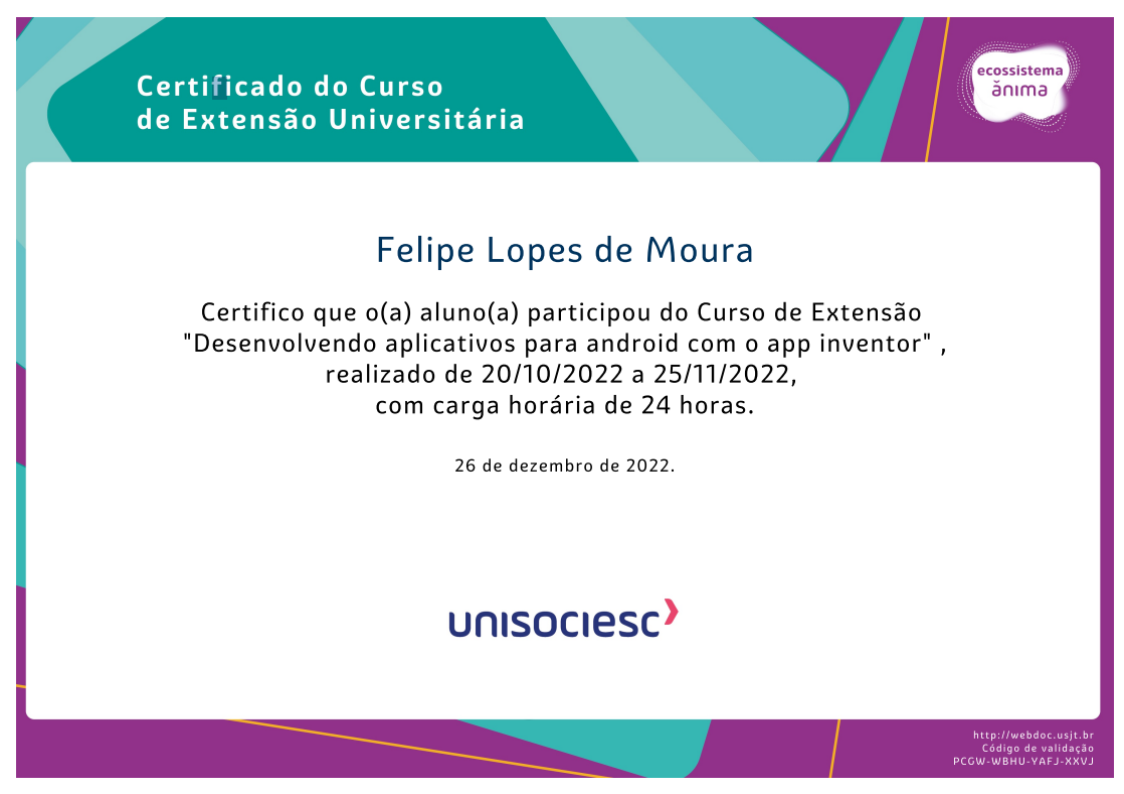 Certificado do Curso
de Extensão Universitária
ecossistema
ănıma
Felipe Lopes de Moura
Certifico que o(a) aluno(a) participou do Curso de Extensão
"Desenvolvendo aplicativos para android com o app inventor" ,
realizado de 20/10/2022 a 25/11/2022,
com carga horária de 24 horas.
26 de dezembro de 2022.
unisociesc
http://webdoc.usjt.br
Código de validação
PCGW-WBHU-YAFJ-XXVJ